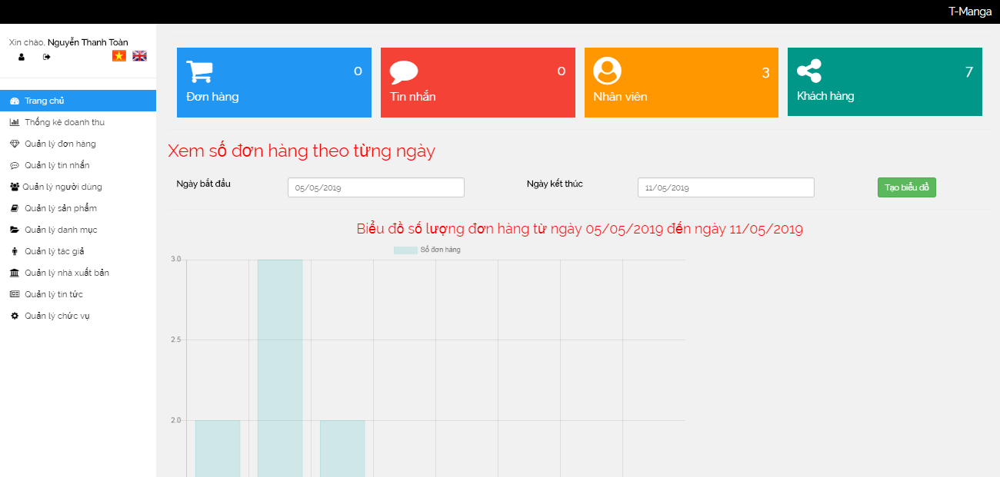 T-Manga
Xin chào, Nguyễn Thanh Toàn
Trang chủ
Thống kê doanh thu
Quản lý đơn hàng
Quản lý tin nhắn
Quản lý người dùng
Quản lý sản phẩm
Quản lý danh mục
Quản lý tác giả
Quản lý nhà xuất bản
Quản lý tin tức
Quản lý chức vụ
0
Đơn hàng
0
Tin nhắn
3
Nhân viên
7
Khách hàng
Xem số đơn hàng theo từng ngày
Ngày bắt đầu 05/05/2019 Ngày kết thúc 11/05/2019 Tạo biểu đồ
Biểu đồ số lượng đơn hàng từ ngày 05/05/2019 đến ngày 11/05/2019
Số đơn hàng
3.0
2.5
2.0